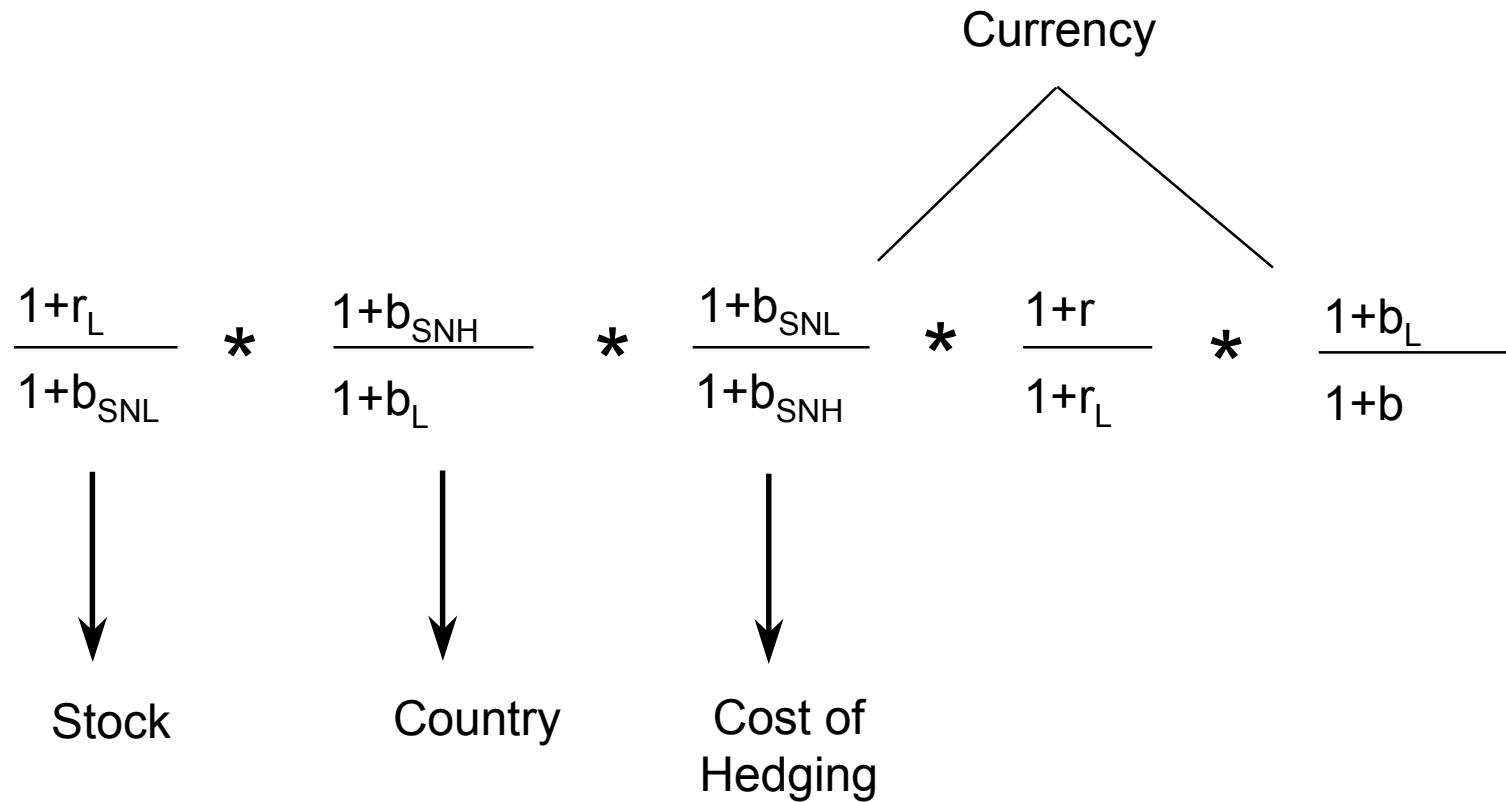 Currency
1+r_L * 1+b_SNH * 1+b_SNL * 1+r * 1+b_L
1+b_SNL 1+b_L 1+b_SNH 1+r_L 1+b
Stock Country Cost of
Hedging